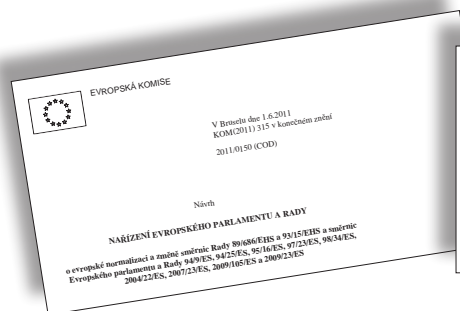 EVROPSKÁ KOMISE
V Bruselu dne 1.6.2011
KOM(2011) 315 v konečném znění
2011/0150 (COD)
Návrh
NAŘÍZENÍ EVROPSKÉHO PARLAMENTU A RADY
o evropské normalizaci a změně směrnic Rady 89/686/EHS a 93/15/EHS a směrnic
Evropského parlamentu a Rady 94/9/ES, 94/25/ES, 95/16/ES, 97/23/ES, 98/34/ES,
2004/22/ES, 2007/23/ES, 2009/105/ES a 2009/23/ES